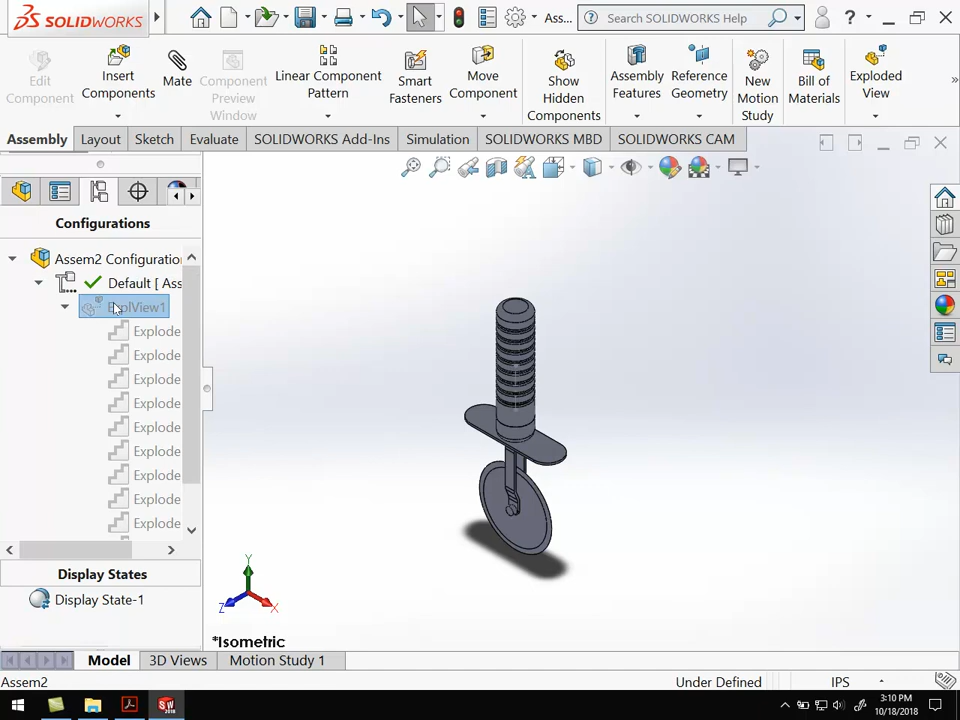 SOLIDWORKS
Ass...
Search SOLIDWORKS Help
?
Edit Component
Insert Components
Mate
Component Preview Window
Linear Component Pattern
Smart Fasteners
Move Component
Show Hidden Components
Assembly Features
Reference Geometry
New Motion Study
Bill of Materials
Exploded View
»
Assembly
Layout
Sketch
Evaluate
SOLIDWORKS Add-Ins
Simulation
SOLIDWORKS MBD
SOLIDWORKS CAM
Configurations
Assem2 Configuratio
Default [ Ass
ExplView1
Explode
Explode
Explode
Explode
Explode
Explode
Explode
Explode
Explode
Display States
Display State-1
Y
Z
X
*Isometric
Model
3D Views
Motion Study 1
Assem2
Under Defined
IPS
SW
2018
3:10 PM
10/18/2018